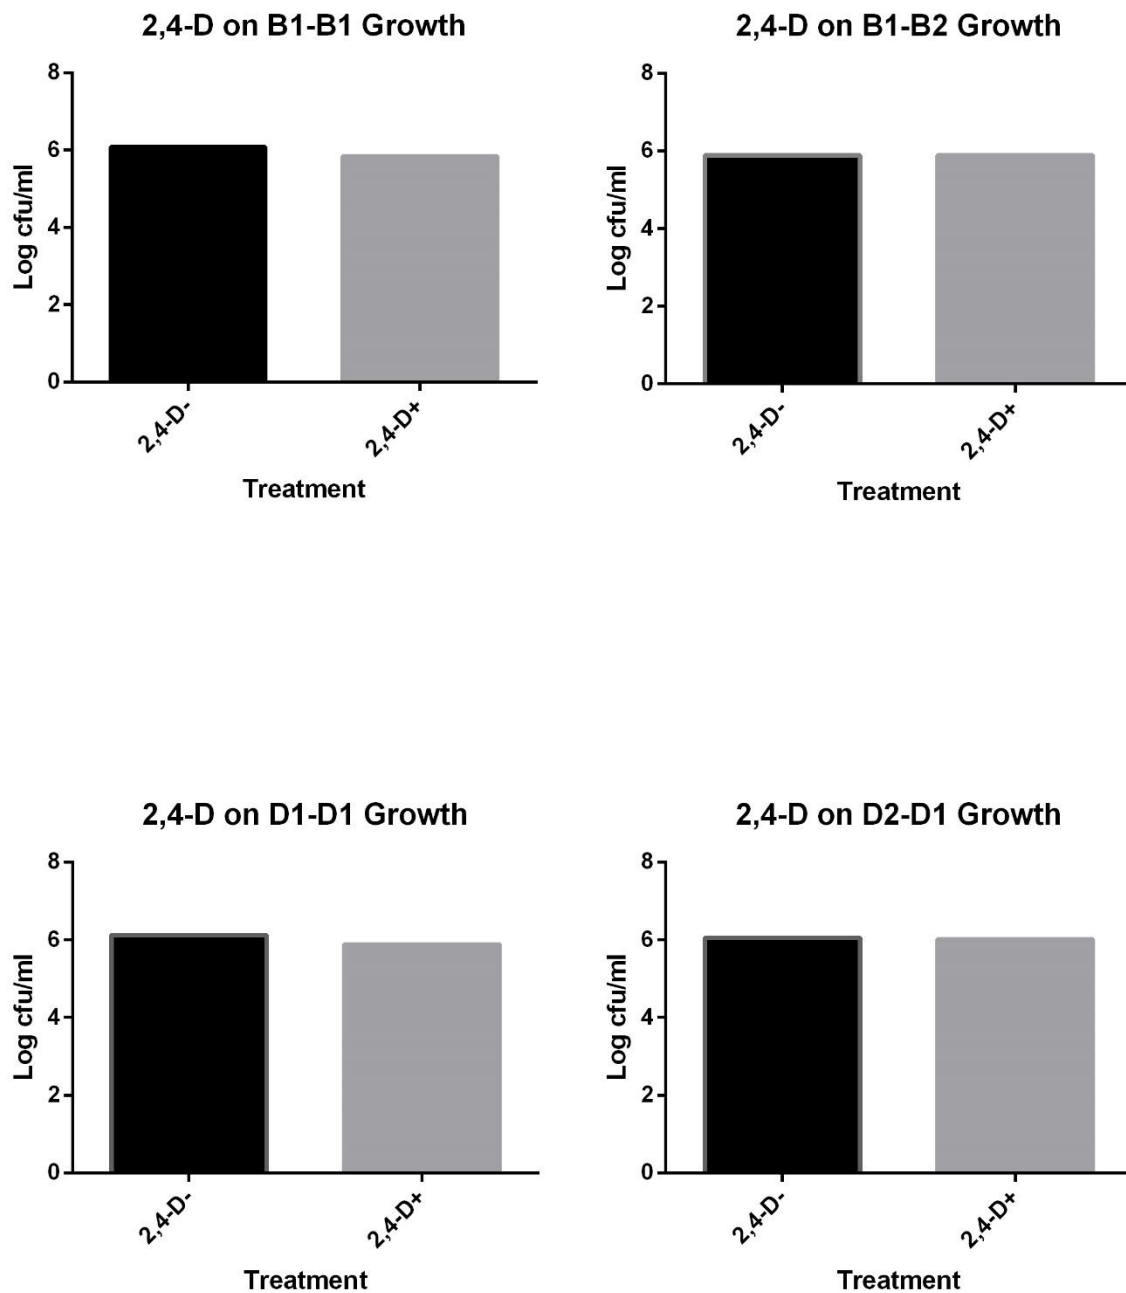 2,4-D on B1-B1 Growth
8
6
4
2
0
Log cfu/ml
2,4-D-
2,4-D+
Treatment
2,4-D on B1-B2 Growth
8
6
4
2
0
Log cfu/ml
2,4-D-
2,4-D+
Treatment
2,4-D on D1-D1 Growth
8
6
4
2
0
Log cfu/ml
2,4-D-
2,4-D+
Treatment
2,4-D on D2-D1 Growth
8
6
4
2
0
Log cfu/ml
2,4-D-
2,4-D+
Treatment